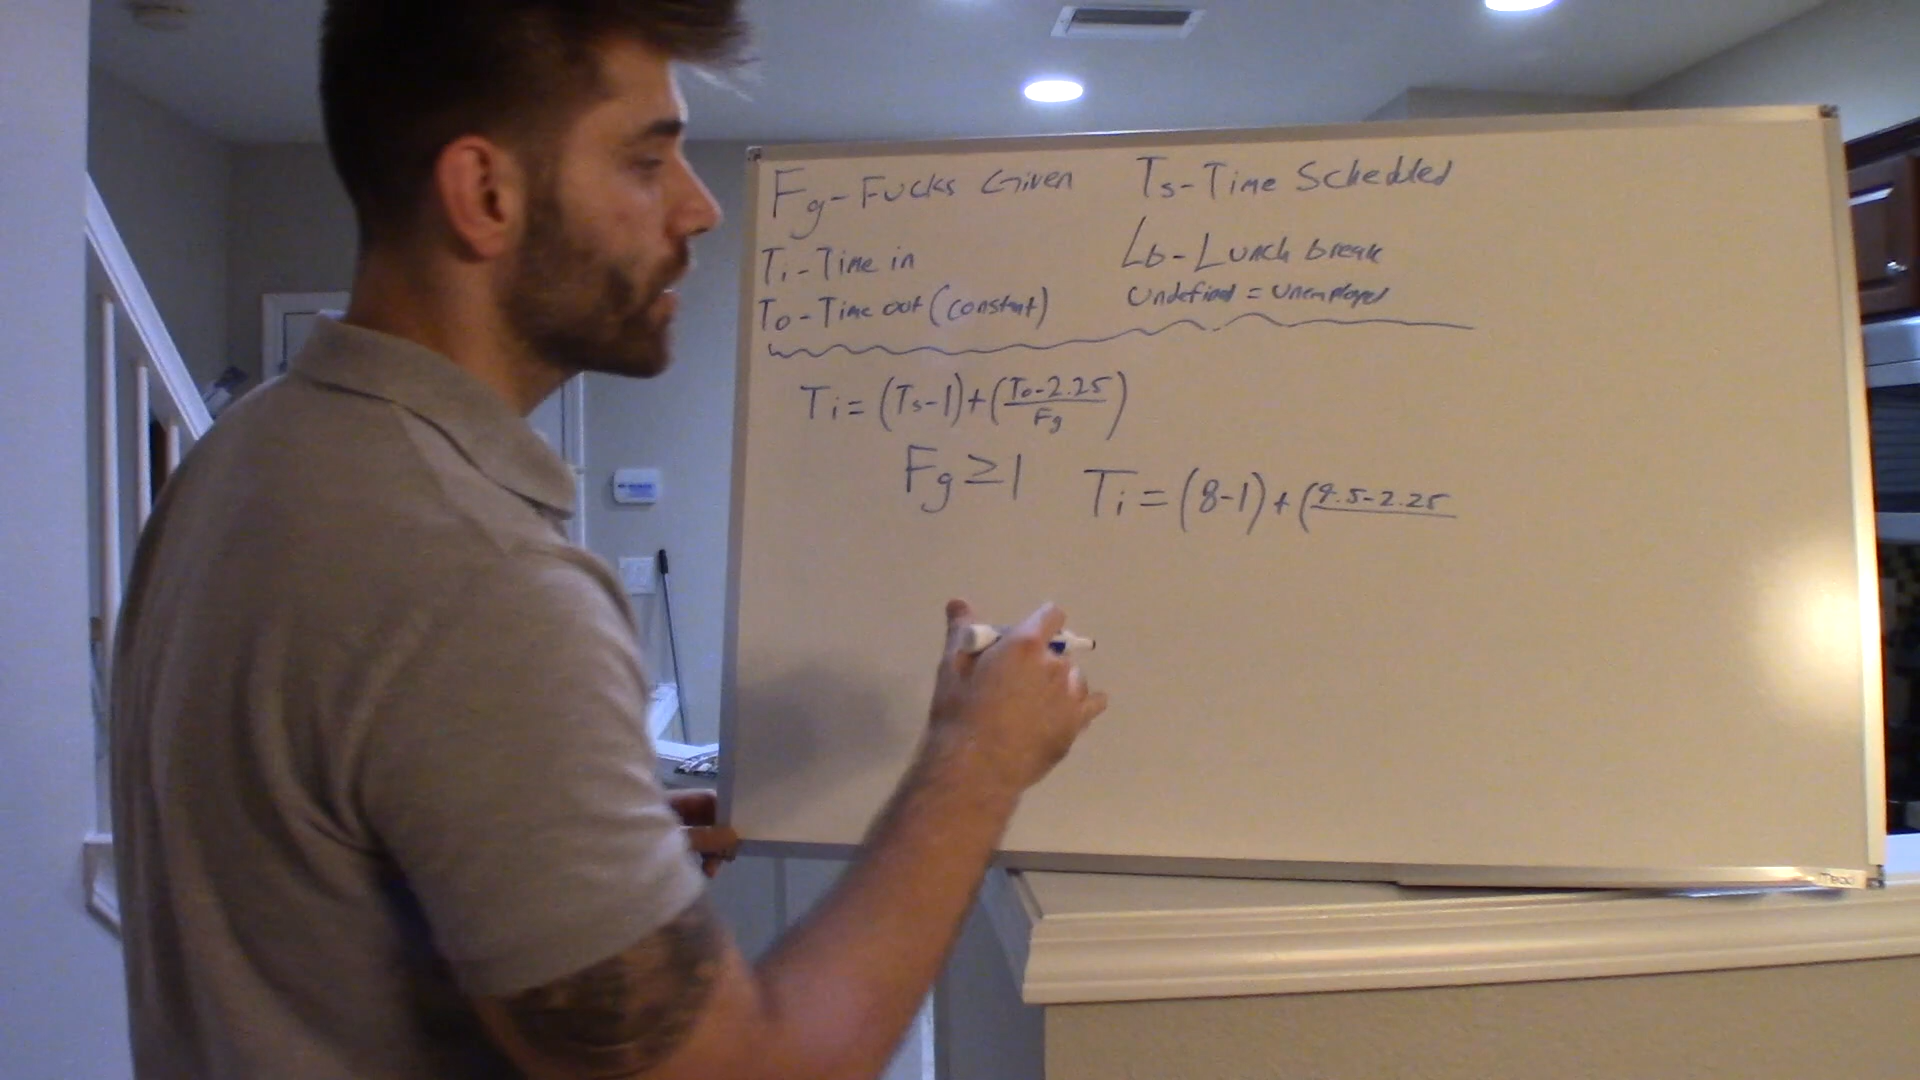 Fg - Fucks Given
Ts - Time Schedded
Ti - Time in
Lb - Lunch break
To - Time out (constant)
Undefined = Unemployed
Ti = (Ts-1)+(To-2.25/Fg)
Fg ≥ 1
Ti = (8-1)+(9.5-2.25